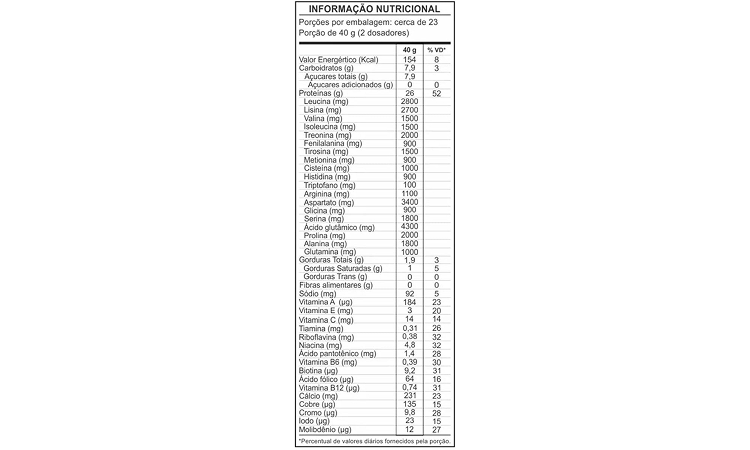 INFORMAÇÃO NUTRICIONAL
Porções por embalagem: cerca de 23
Porção de 40 g (2 dosadores)
40 g % VD*
Valor Energértico (Kcal) 154 8
Carboidratos (g) 7,9 3
Açucares totais (g) 7,9
Açucares adicionados (g) 0 0
Proteínas (g) 26 52
Leucina (mg) 2800
Lisina (mg) 2700
Valina (mg) 1500
Isoleucina (mg) 1500
Treonina (mg) 2000
Fenilalanina (mg) 900
Tirosina (mg) 1500
Metionina (mg) 900
Cisteína (mg) 1000
Histidina (mg) 900
Triptofano (mg) 100
Arginina (mg) 1100
Aspartato (mg) 3400
Glicina (mg) 900
Serina (mg) 1800
Ácido glutâmico (mg) 4300
Prolina (mg) 2000
Alanina (mg) 1800
Glutamina (mg) 1000
Gorduras Totais (g) 1,9 3
Gorduras Saturadas (g) 1 5
Gorduras Trans (g) 0 0
Fibras alimentares (g) 0 0
Sódio (mg) 92 5
Vitamina A (µg) 184 23
Vitamina E (mg) 3 20
Vitamina C (mg) 14 14
Tiamina (mg) 0,31 26
Riboflavina (mg) 0,38 32
Niacina (mg) 4,8 32
Ácido pantotênico (mg) 1,4 28
Vitamina B6 (mg) 0,39 30
Biotina (µg) 9,2 31
Ácido fólico (µg) 64 16
Vitamina B12 (µg) 0,74 31
Cálcio (mg) 231 23
Cobre (µg) 135 15
Cromo (µg) 9,8 28
Iodo (µg) 23 15
Molibdênio (µg) 12 27
*Percentual de valores diários fornecidos pela porção.